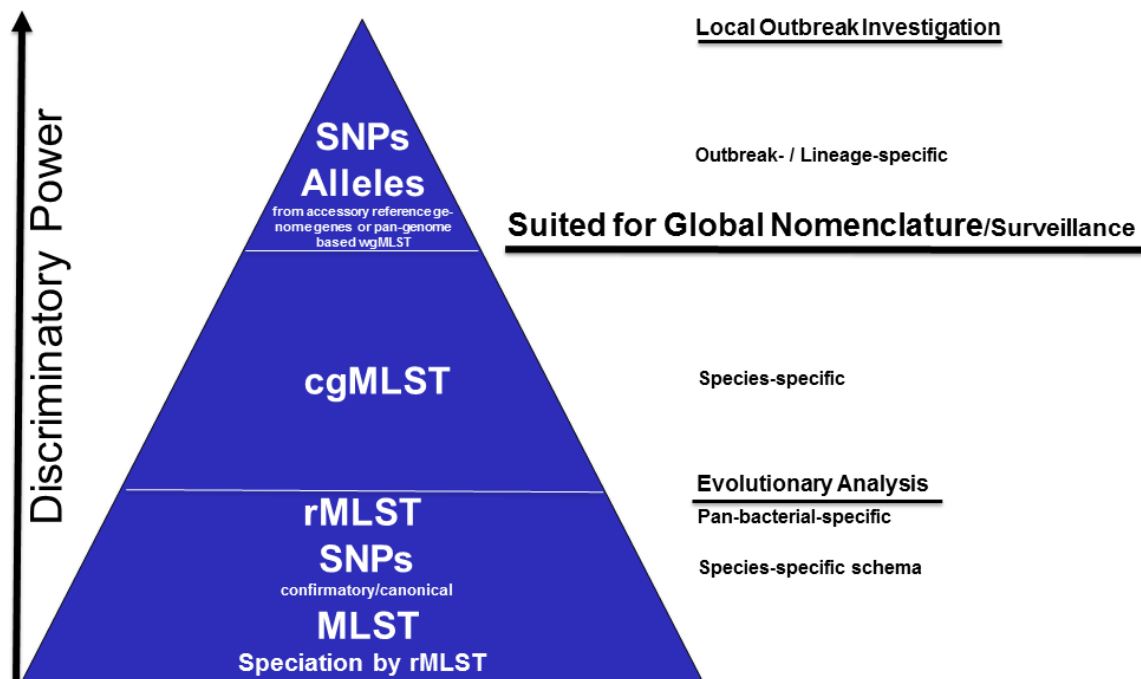 Discriminatory Power
Local Outbreak Investigation
SNPs
Alleles
from accessory reference ge-
nome genes or pan-genome
based wgMLST
Outbreak- / Lineage-specific
Suited for Global Nomenclature/Surveillance
cgMLST
Species-specific
Evolutionary Analysis
rMLST
Pan-bacterial-specific
SNPs
confirmatory/canonical
Species-specific schema
MLST
Speciation by rMLST